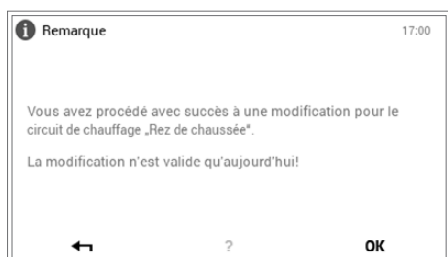 Remarque 17:00
Vous avez procédé avec succès à une modification pour le
circuit de chauffage „Rez de chaussée“.
La modification n'est valide qu'aujourd'hui!
? OK